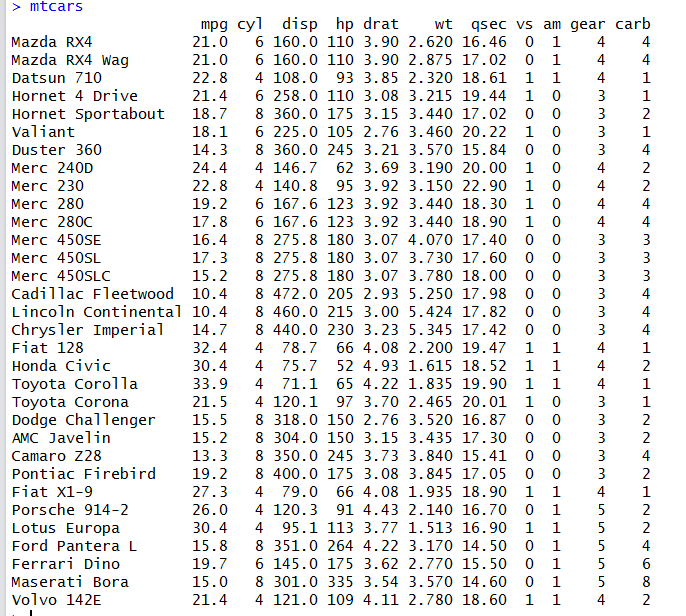 > mtcars
mpg cyl disp hp drat wt qsec vs am gear carb
Mazda RX4 21.0 6 160.0 110 3.90 2.620 16.46 0 1 4 4
Mazda RX4 Wag 21.0 6 160.0 110 3.90 2.875 17.02 0 1 4 4
Datsun 710 22.8 4 108.0 93 3.85 2.320 18.61 1 1 4 1
Hornet 4 Drive 21.4 6 258.0 110 3.08 3.215 19.44 1 0 3 1
Hornet Sportabout 18.7 8 360.0 175 3.15 3.440 17.02 0 0 3 2
Valiant 18.1 6 225.0 105 2.76 3.460 20.22 1 0 3 1
Duster 360 14.3 8 360.0 245 3.21 3.570 15.84 0 0 3 4
Merc 240D 24.4 4 146.7 62 3.69 3.190 20.00 1 0 4 2
Merc 230 22.8 4 140.8 95 3.92 3.150 22.90 1 0 4 2
Merc 280 19.2 6 167.6 123 3.92 3.440 18.30 1 0 4 4
Merc 280C 17.8 6 167.6 123 3.92 3.440 18.90 1 0 4 4
Merc 450SE 16.4 8 275.8 180 3.07 4.070 17.40 0 0 3 3
Merc 450SL 17.3 8 275.8 180 3.07 3.730 17.60 0 0 3 3
Merc 450SLC 15.2 8 275.8 180 3.07 3.780 18.00 0 0 3 3
Cadillac Fleetwood 10.4 8 472.0 205 2.93 5.250 17.98 0 0 3 4
Lincoln Continental 10.4 8 460.0 215 3.00 5.424 17.82 0 0 3 4
Chrysler Imperial 14.7 8 440.0 230 3.23 5.345 17.42 0 0 3 4
Fiat 128 32.4 4 78.7 66 4.08 2.200 19.47 1 1 4 1
Honda Civic 30.4 4 75.7 52 4.93 1.615 18.52 1 1 4 2
Toyota Corolla 33.9 4 71.1 65 4.22 1.835 19.90 1 1 4 1
Toyota Corona 21.5 4 120.1 97 3.70 2.465 20.01 1 0 3 1
Dodge Challenger 15.5 8 318.0 150 2.76 3.520 16.87 0 0 3 2
AMC Javelin 15.2 8 304.0 150 3.15 3.435 17.30 0 0 3 2
Camaro Z28 13.3 8 350.0 245 3.73 3.840 15.41 0 0 3 4
Pontiac Firebird 19.2 8 400.0 175 3.08 3.845 17.05 0 0 3 2
Fiat X1-9 27.3 4 79.0 66 4.08 1.935 18.90 1 1 4 1
Porsche 914-2 26.0 4 120.3 91 4.43 2.140 16.70 0 1 5 2
Lotus Europa 30.4 4 95.1 113 3.77 1.513 16.90 1 1 5 2
Ford Pantera L 15.8 8 351.0 264 4.22 3.170 14.50 0 1 5 4
Ferrari Dino 19.7 6 145.0 175 3.62 2.770 15.50 0 1 5 6
Maserati Bora 15.0 8 301.0 335 3.54 3.570 14.60 0 1 5 8
Volvo 142E 21.4 4 121.0 109 4.11 2.780 18.60 1 1 4 2